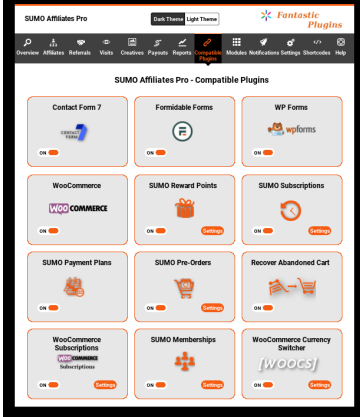 SUMO Affiliates Pro
Dark Theme Light Theme
Fantastic
Plugins
Overview Affiliates Referrals Visits Creatives Payouts Reports Compatible Plugins Modules Notifications Settings Shortcodes Help
SUMO Affiliates Pro - Compatible Plugins
Contact Form 7
CONTACT
FORM 7
ON
Formidable Forms
ON
WP Forms
wpforms
ON
WooCommerce
WOO COMMERCE
ON
SUMO Reward Points
ON Settings
SUMO Subscriptions
ON Settings
SUMO Payment Plans
ON
SUMO Pre-Orders
ON Settings
Recover Abandoned Cart
ON
WooCommerce
Subscriptions
WOO COMMERCE
Subscriptions
ON Settings
SUMO Memberships
ON Settings
WooCommerce Currency
Switcher
[WOOCS]
ON Settings